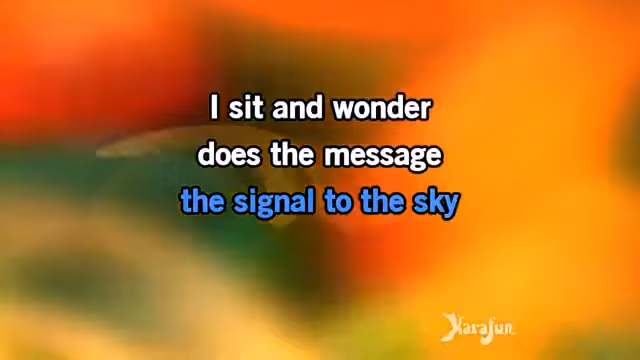 I sit and wonder
does the message
the signal to the sky
KaraFun